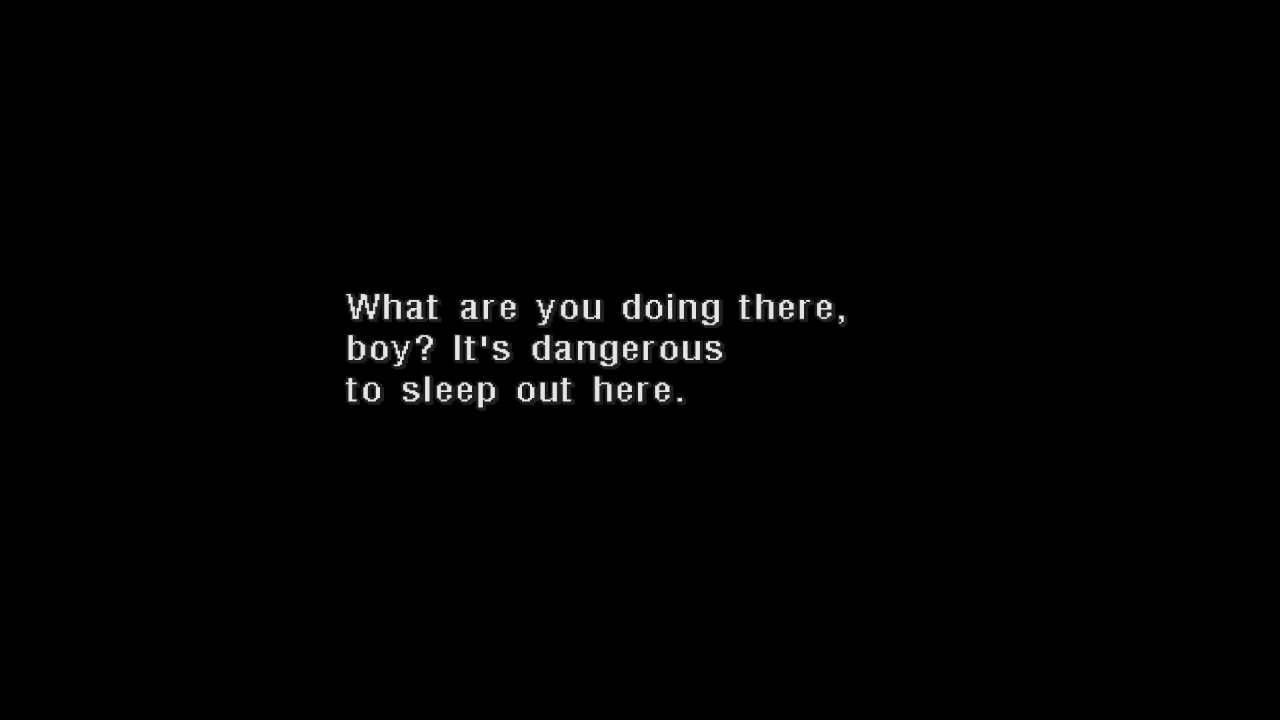 What are you doing there,
boy? It's dangerous
to sleep out here.